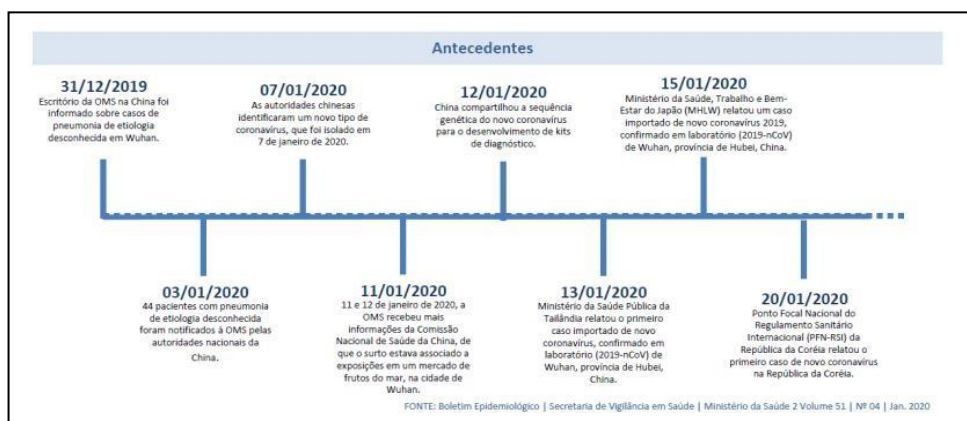 Antecedentes
31/12/2019
Escritório da OMS na China foi
informado sobre casos de
pneumonia de etiologia
desconhecida em Wuhan.
03/01/2020
44 pacientes com pneumonia
de etiologia desconhecida
foram notificados à OMS pelas
autoridades nacionais da
China.
07/01/2020
As autoridades chinesas
identificaram um novo tipo de
coronavírus, que foi isolado em
7 de janeiro de 2020.
11/01/2020
11 e 12 de janeiro de 2020, a
OMS recebeu mais
informações da Comissão
Nacional de Saúde da China, de
que o surto estava associado a
exposições em um mercado de
frutos do mar, na cidade de
Wuhan.
12/01/2020
China compartilhou a sequência
genética do novo coronavírus
para o desenvolvimento de kits
de diagnóstico.
13/01/2020
Ministério da Saúde Pública da
Tailândia relatou o primeiro
caso importado de novo
coronavírus, confirmado em
laboratório (2019-nCoV) de
Wuhan, província de Hubei,
China.
15/01/2020
Ministério da Saúde, Trabalho e Bem-
Estar do Japão (MHLW) relatou um caso
importado de novo coronavírus 2019,
confirmado em laboratório (2019-nCoV)
de Wuhan, província de Hubei, China.
20/01/2020
Ponto Focal Nacional do
Regulamento Sanitário
Internacional (PFN-RSI) da
República da Coréia relatou o
primeiro caso de novo coronavírus
na República da Coréia.
FONTE: Boletim Epidemiológico | Secretaria de Vigilância em Saúde | Ministério da Saúde 2 Volume 51 | Nº 04 | Jan. 2020